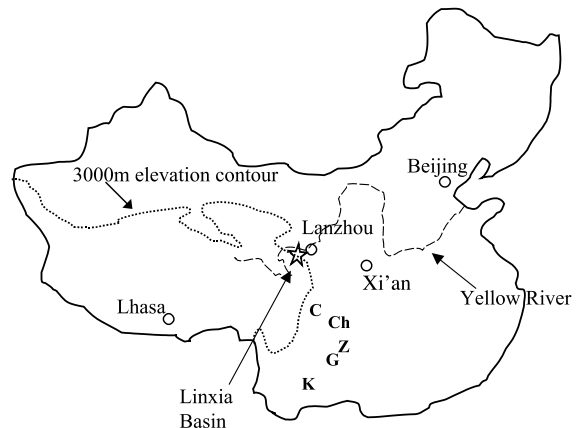 Beijing
3000m elevation contour
Lanzhou
Xi'an
Yellow River
Lhasa
C
Ch
Z
G
K
Linxia
Basin